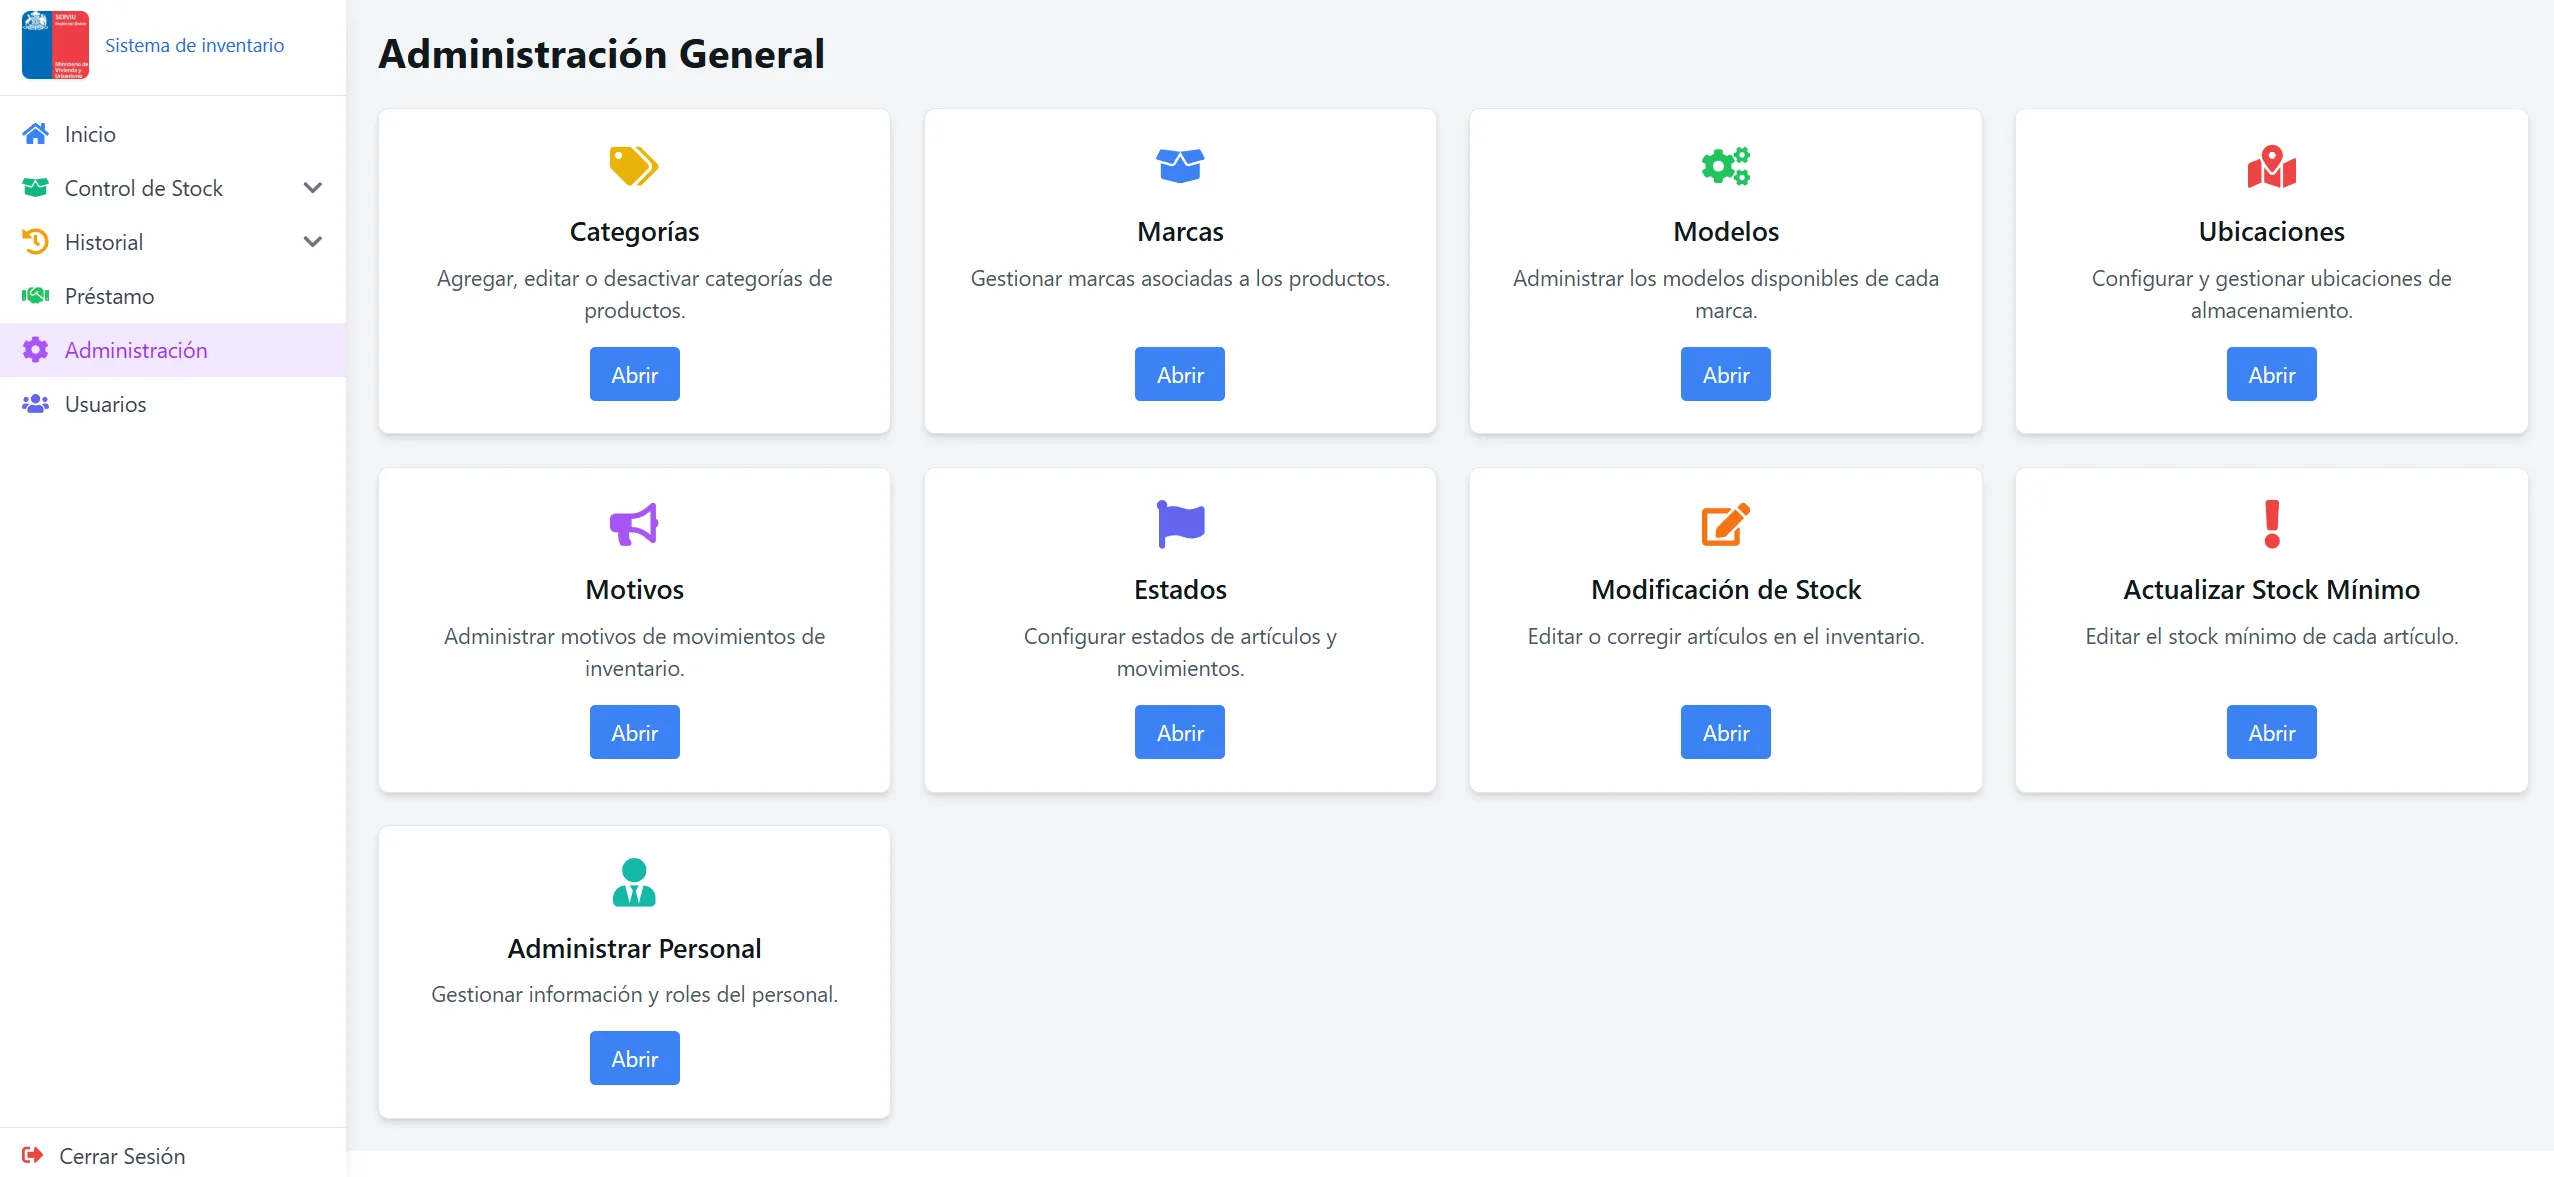 SERVIU
Ministerio de
Vivienda y
Urbanismo
Sistema de inventario
Inicio
Control de Stock
Historial
Préstamo
Administración
Usuarios
Cerrar Sesión
Administración General
Categorías
Agregar, editar o desactivar categorías de
productos.
Abrir
Marcas
Gestionar marcas asociadas a los productos.
Abrir
Modelos
Administrar los modelos disponibles de cada
marca.
Abrir
Ubicaciones
Configurar y gestionar ubicaciones de
almacenamiento.
Abrir
Motivos
Administrar motivos de movimientos de
inventario.
Abrir
Estados
Configurar estados de artículos y
movimientos.
Abrir
Modificación de Stock
Editar o corregir artículos en el inventario.
Abrir
Actualizar Stock Mínimo
Editar el stock mínimo de cada artículo.
Abrir
Administrar Personal
Gestionar información y roles del personal.
Abrir